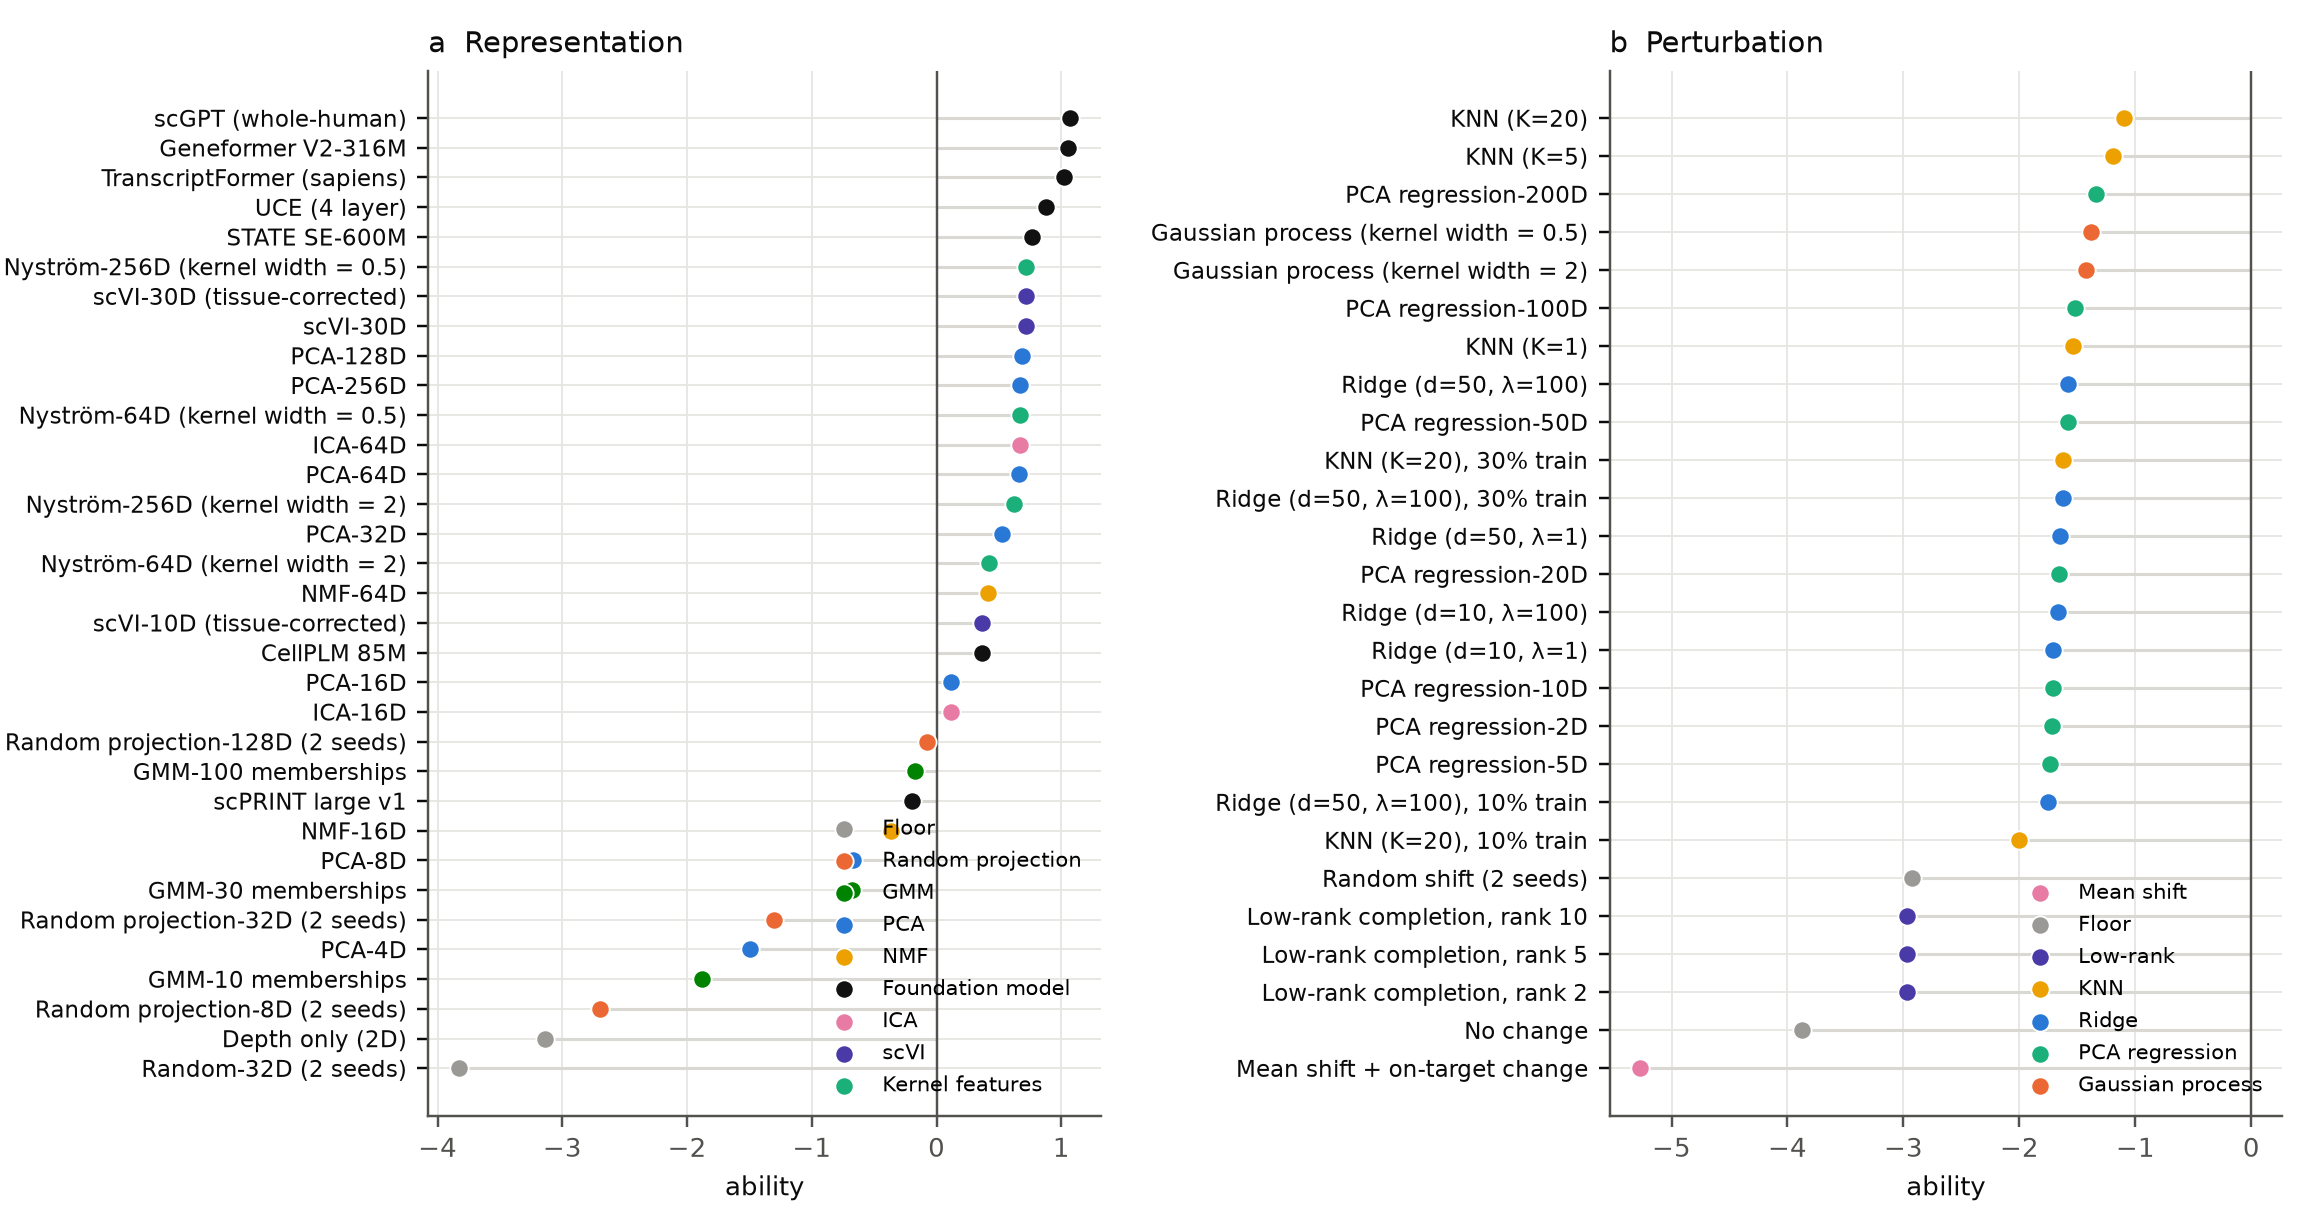 a Representation
scGPT (whole-human)
Geneformer V2-316M
TranscriptFormer (sapiens)
UCE (4 layer)
STATE SE-600M
Nyström-256D (kernel width = 0.5)
scVI-30D (tissue-corrected)
scVI-30D
PCA-128D
PCA-256D
Nyström-64D (kernel width = 0.5)
ICA-64D
PCA-64D
Nyström-256D (kernel width = 2)
PCA-32D
Nyström-64D (kernel width = 2)
NMF-64D
scVI-10D (tissue-corrected)
CellPLM 85M
PCA-16D
ICA-16D
Random projection-128D (2 seeds)
GMM-100 memberships
scPRINT large v1
NMF-16D
PCA-8D
GMM-30 memberships
Random projection-32D (2 seeds)
PCA-4D
GMM-10 memberships
Random projection-8D (2 seeds)
Depth only (2D)
Random-32D (2 seeds)
Floor
Random projection
GMM
PCA
NMF
Foundation model
ICA
scVI
Kernel features
−4 −3 −2 −1 0 1
ability
b Perturbation
KNN (K=20)
KNN (K=5)
PCA regression-200D
Gaussian process (kernel width = 0.5)
Gaussian process (kernel width = 2)
PCA regression-100D
KNN (K=1)
Ridge (d=50, λ=100)
PCA regression-50D
KNN (K=20), 30% train
Ridge (d=50, λ=100), 30% train
Ridge (d=50, λ=1)
PCA regression-20D
Ridge (d=10, λ=100)
Ridge (d=10, λ=1)
PCA regression-10D
PCA regression-2D
PCA regression-5D
Ridge (d=50, λ=100), 10% train
KNN (K=20), 10% train
Random shift (2 seeds)
Low-rank completion, rank 10
Low-rank completion, rank 5
Low-rank completion, rank 2
No change
Mean shift + on-target change
Mean shift
Floor
Low-rank
KNN
Ridge
PCA regression
Gaussian process
−5 −4 −3 −2 −1 0
ability